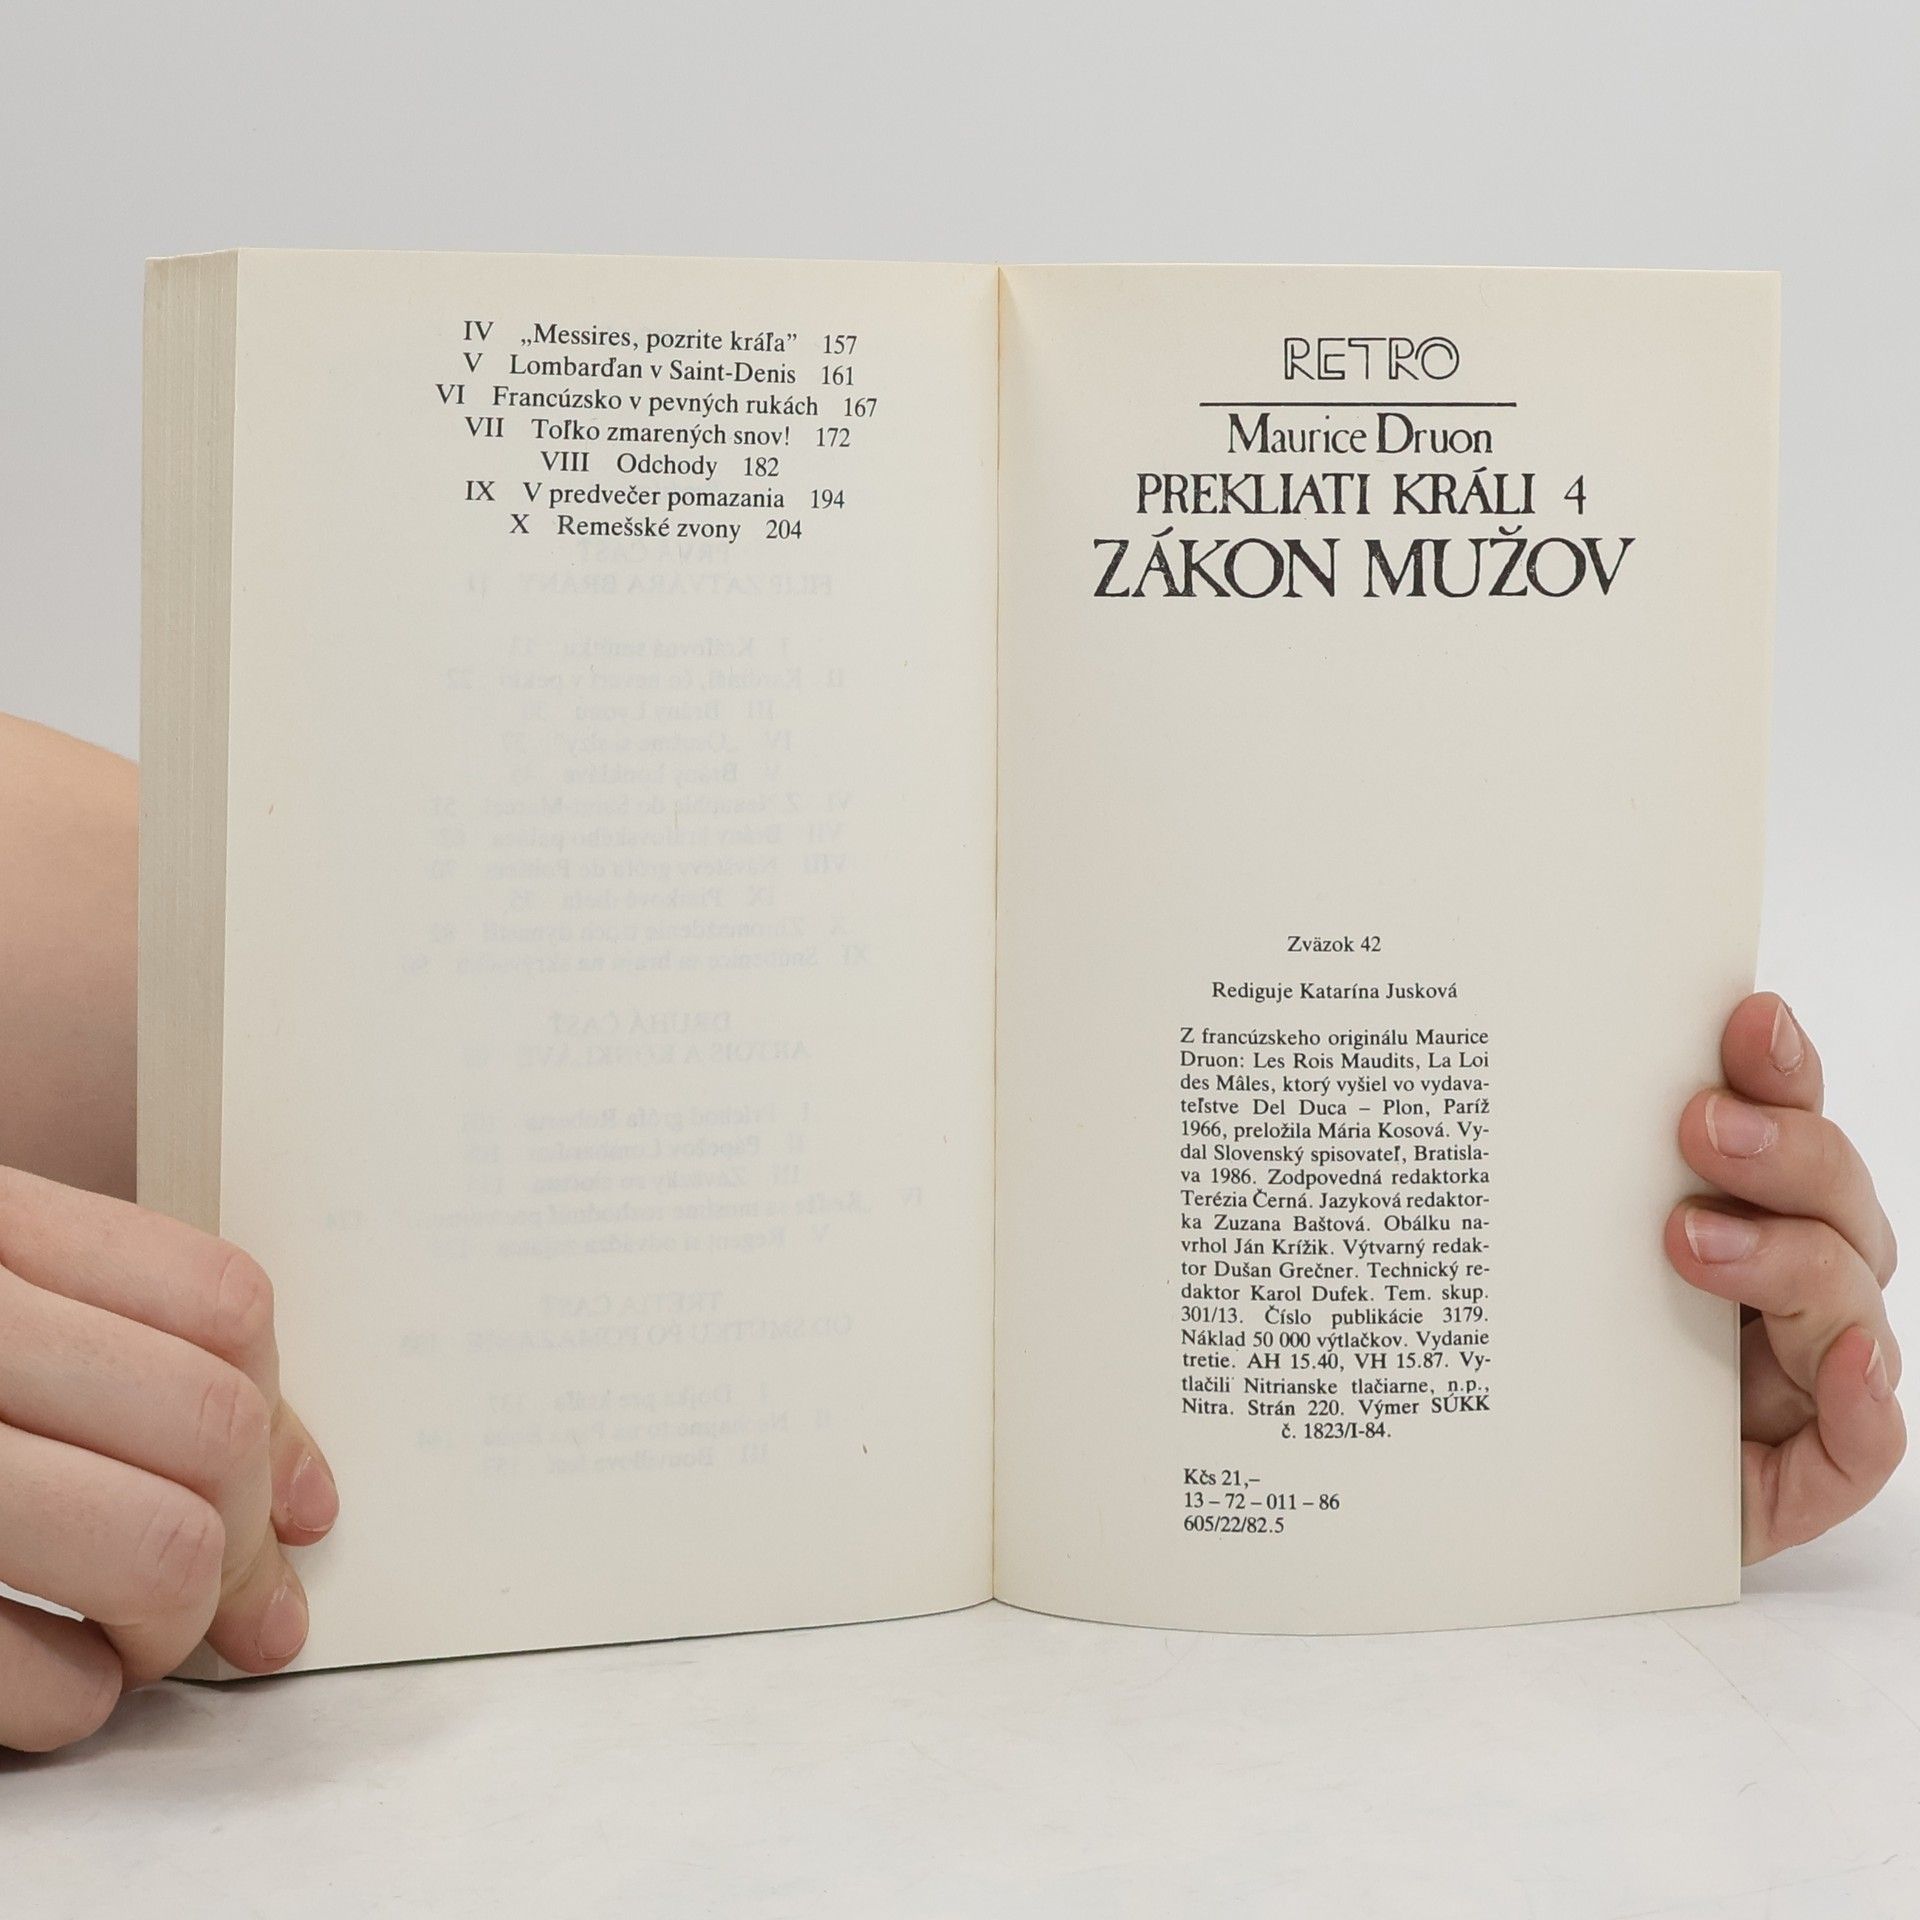 IV „Messires, pozrite kráľa” 157
V Lombarďan v Saint-Denis 161
VI Francúzsko v pevných rukách 167
VII Toľko zmarených snov! 172
VIII Odchody 182
IX V predvečer pomazania 194
X Remešské zvony 204
RETRO
Maurice Druon
PREKLIATI KRÁLI 4
ZÁKON MUŽOV
Zväzok 42
Rediguje Katarína Jusková
Z francúzskeho originálu Maurice
Druon: Les Rois Maudits, La Loi
des Mâles, ktorý vyšiel vo vydava-
teľstve Del Duca – Plon, Paríž
1966, preložila Mária Kosová. Vy-
dal Slovenský spisovateľ, Bratisla-
va 1986. Zodpovedná redaktorka
Terézia Černá. Jazyková redaktor-
ka Zuzana Baštová. Obálku na-
vrhol Ján Krížik. Výtvarný redak-
tor Dušan Grečner. Technický re-
daktor Karol Dufek. Tem. skup.
301/13. Číslo publikácie 3179.
Náklad 50 000 výtlačkov. Vydanie
tretie. AH 15.40, VH 15.87. Vy-
tlačili Nitrianske tlačiarne, n.p.,
Nitra. Strán 220. Výmer SÚKK
č. 1823/I-84.
Kčs 21,–
13 – 72 – 011 – 86
605/22/82.5